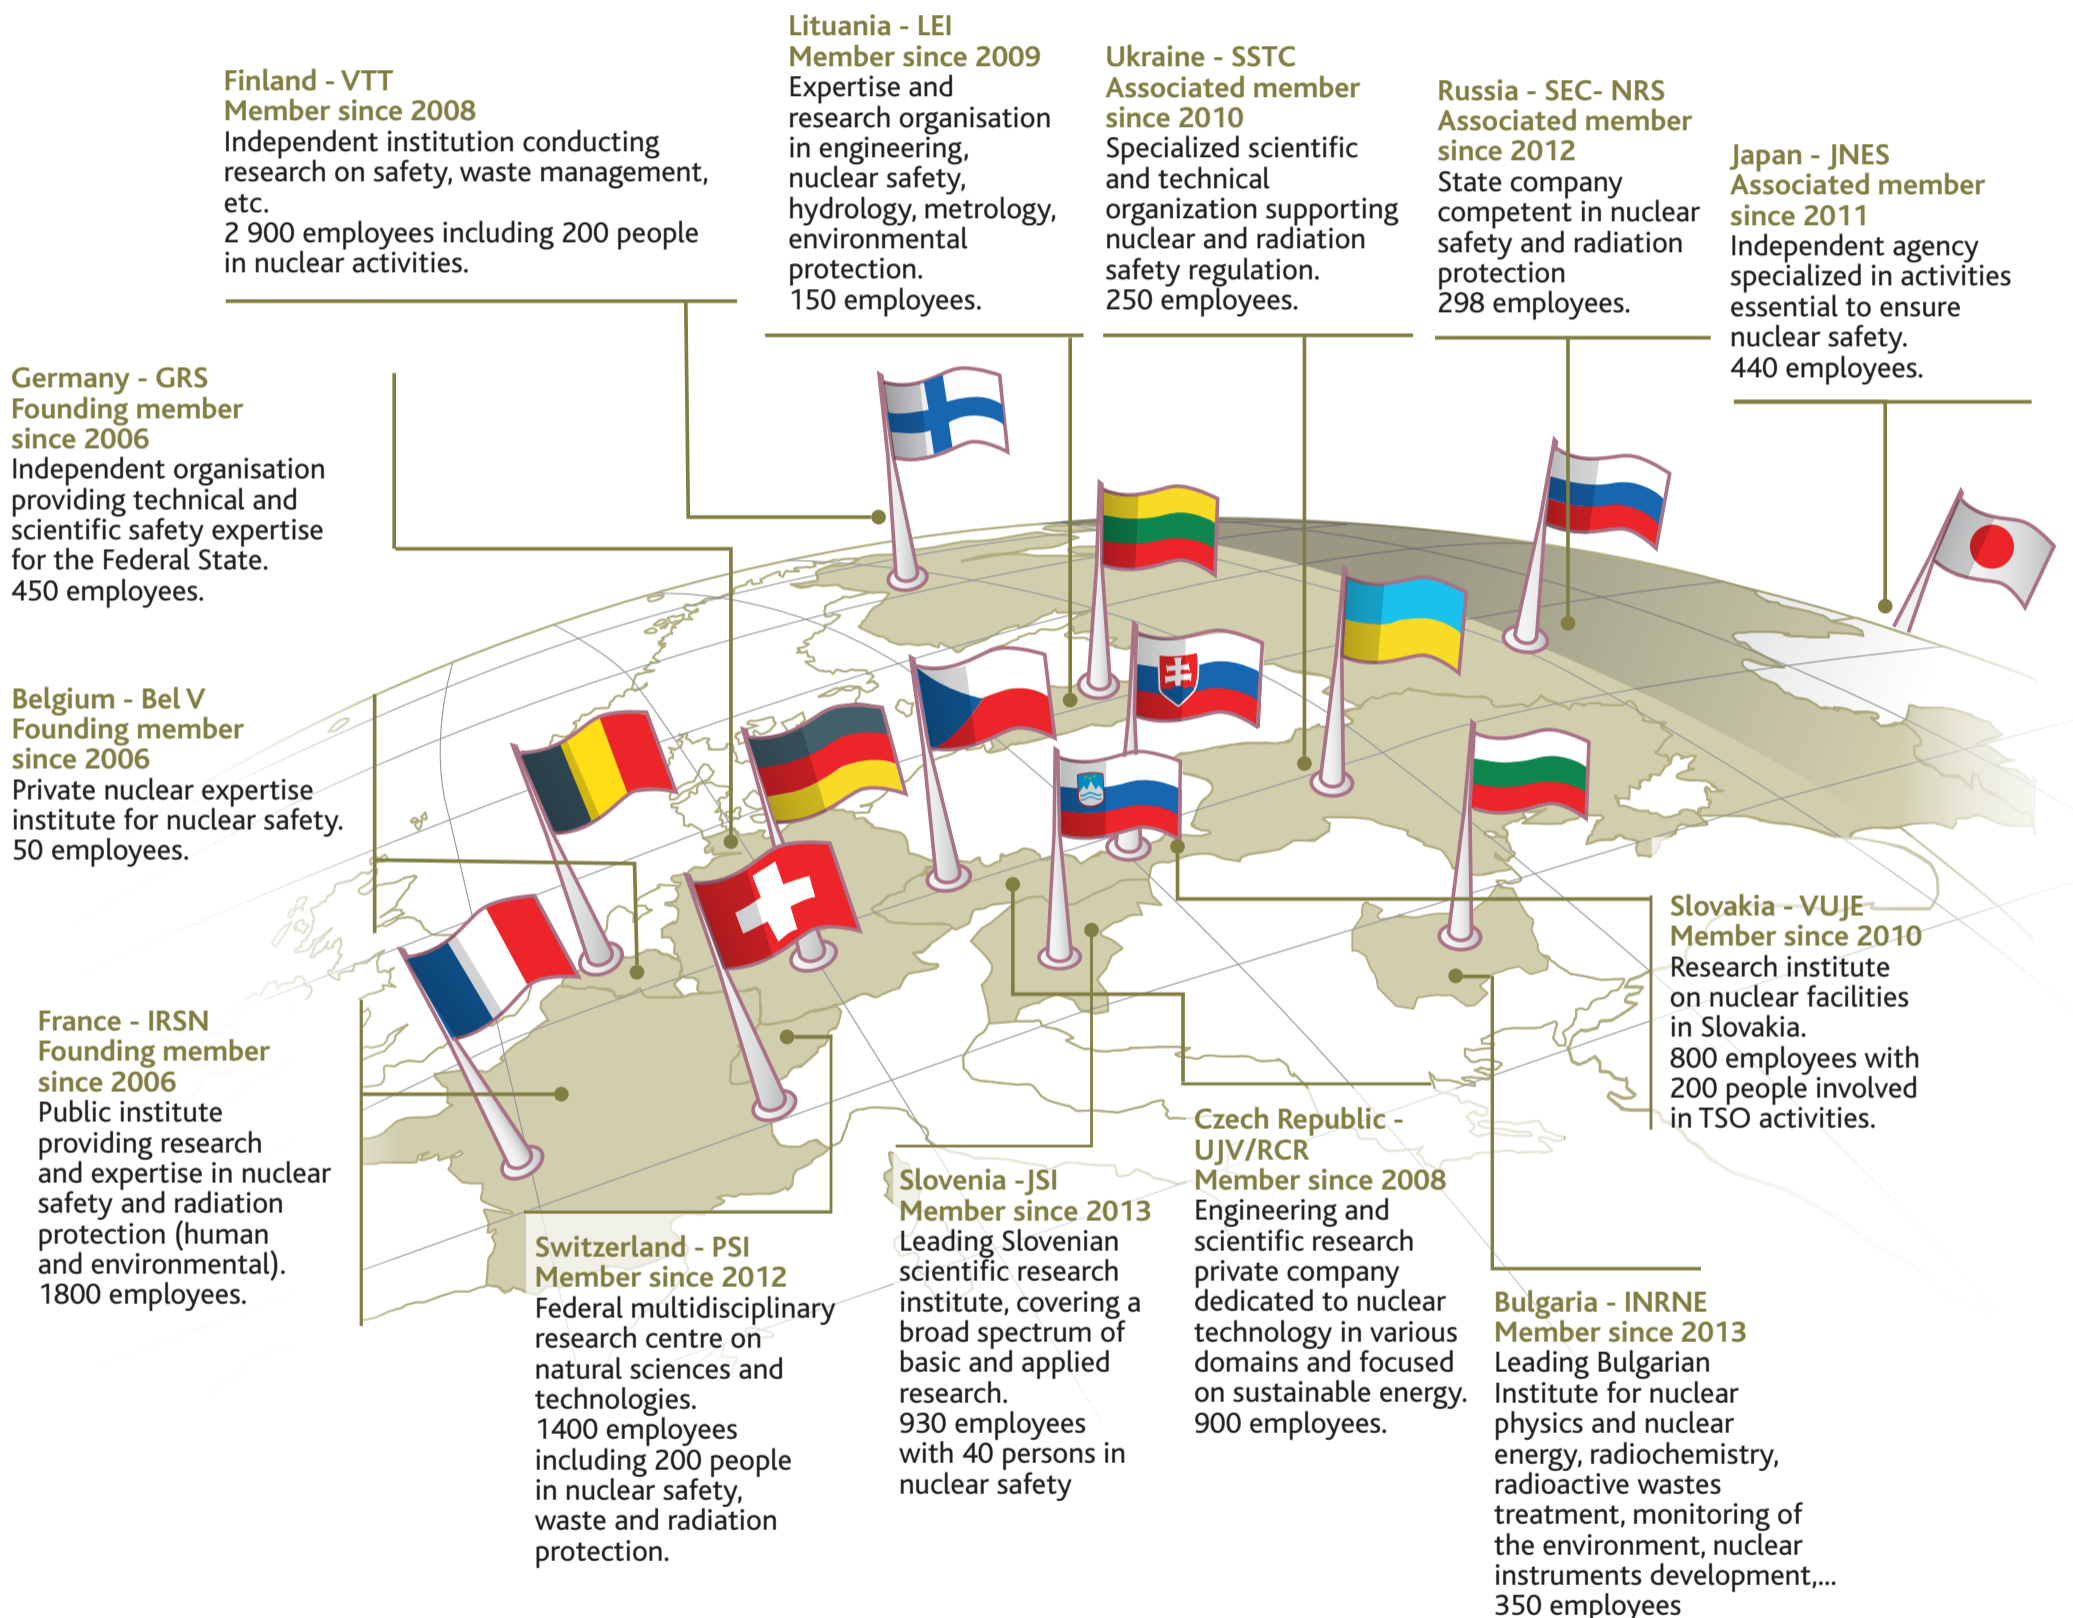 Finland - VTT
Member since 2008
Independent institution conducting
research on safety, waste management,
etc.
2 900 employees including 200 people
in nuclear activities.
Lituania - LEI
Member since 2009
Expertise and
research organisation
in engineering,
nuclear safety,
hydrology, metrology,
environmental
protection.
150 employees.
Ukraine - SSTC
Associated member
since 2010
Specialized scientific
and technical
organization supporting
nuclear and radiation
safety regulation.
250 employees.
Russia - SEC- NRS
Associated member
since 2012
State company
competent in nuclear
safety and radiation
protection
298 employees.
Japan - JNES
Associated member
since 2011
Independent agency
specialized in activities
essential to ensure
nuclear safety.
440 employees.
Germany - GRS
Founding member
since 2006
Independent organisation
providing technical and
scientific safety expertise
for the Federal State.
450 employees.
Belgium - Bel V
Founding member
since 2006
Private nuclear expertise
institute for nuclear safety.
50 employees.
France - IRSN
Founding member
since 2006
Public institute
providing research
and expertise in nuclear
safety and radiation
protection (human
and environmental).
1800 employees.
Switzerland - PSI
Member since 2012
Federal multidisciplinary
research centre on
natural sciences and
technologies.
1400 employees
including 200 people
in nuclear safety,
waste and radiation
protection.
Slovenia -JSI
Member since 2013
Leading Slovenian
scientific research
institute, covering a
broad spectrum of
basic and applied
research.
930 employees
with 40 persons in
nuclear safety
Czech Republic -
UJV/RCR
Member since 2008
Engineering and
scientific research
private company
dedicated to nuclear
technology in various
domains and focused
on sustainable energy.
900 employees.
Slovakia - VUJE
Member since 2010
Research institute
on nuclear facilities
in Slovakia.
800 employees with
200 people involved
in TSO activities.
Bulgaria - INRNE
Member since 2013
Leading Bulgarian
Institute for nuclear
physics and nuclear
energy, radiochemistry,
radioactive wastes
treatment, monitoring of
the environment, nuclear
instruments development,...
350 employees